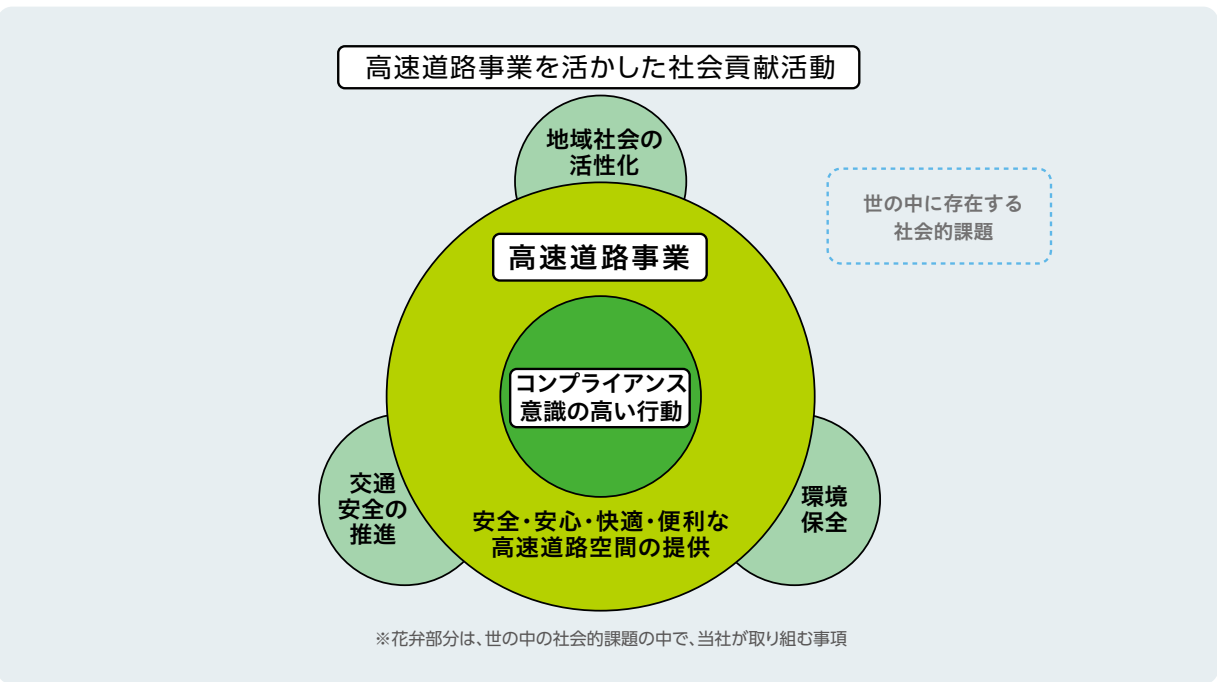 高速道路事業を活かした社会貢献活動
地域社会の
活性化
世の中に存在する
社会的課題
高速道路事業
コンプライアンス
意識の高い行動
交通
安全の
推進
安全・安心・快適・便利な
高速道路空間の提供
環境
保全
※花弁部分は、世の中の社会的課題の中で、当社が取り組む事項